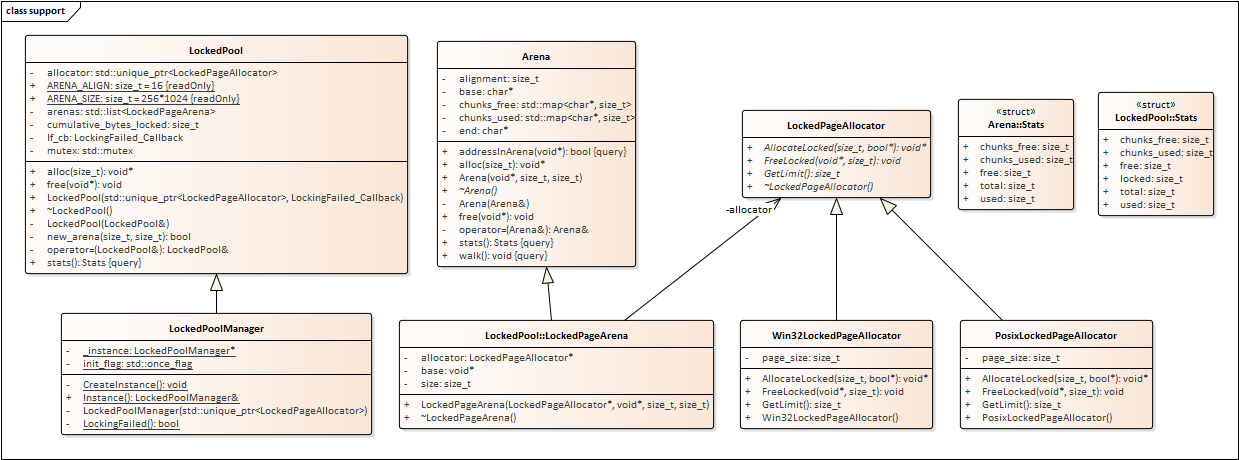 class support
LockedPool
- allocator: std::unique_ptr<LockedPageAllocator>
+ ARENA_ALIGN: size_t = 16 {readOnly}
+ ARENA_SIZE: size_t = 256*1024 {readOnly}
- arenas: std::list<LockedPageArena>
- cumulative_bytes_locked: size_t
- lf_cb: LockingFailed_Callback
- mutex: std::mutex
+ alloc(size_t): void*
+ free(void*): void
+ LockedPool(std::unique_ptr<LockedPageAllocator>, LockingFailed_Callback)
+ ~LockedPool()
- LockedPool(LockedPool&)
- new_arena(size_t, size_t): bool
- operator=(LockedPool&): LockedPool&
+ stats(): Stats {query}
Arena
- alignment: size_t
- base: char*
- chunks_free: std::map<char*, size_t>
- chunks_used: std::map<char*, size_t>
- end: char*
+ addressInArena(void*): bool {query}
+ alloc(size_t): void*
+ Arena(void*, size_t, size_t)
+ ~Arena()
- Arena(Arena&)
+ free(void*): void
- operator=(Arena&): Arena&
+ stats(): Stats {query}
+ walk(): void {query}
LockedPageAllocator
+ AllocateLocked(size_t, bool*): void*
+ FreeLocked(void*, size_t): void
+ GetLimit(): size_t
+ ~LockedPageAllocator()
«struct»
Arena::Stats
+ chunks_free: size_t
+ chunks_used: size_t
+ free: size_t
+ total: size_t
+ used: size_t
«struct»
LockedPool::Stats
+ chunks_free: size_t
+ chunks_used: size_t
+ free: size_t
+ locked: size_t
+ total: size_t
+ used: size_t
-allocator
LockedPoolManager
- _instance: LockedPoolManager*
- init_flag: std::once_flag
- CreateInstance(): void
+ Instance(): LockedPoolManager&
- LockedPoolManager(std::unique_ptr<LockedPageAllocator>)
- LockingFailed(): bool
LockedPool::LockedPageArena
- allocator: LockedPageAllocator*
- base: void*
- size: size_t
+ LockedPageArena(LockedPageAllocator*, void*, size_t, size_t)
+ ~LockedPageArena()
Win32LockedPageAllocator
- page_size: size_t
+ AllocateLocked(size_t, bool*): void*
+ FreeLocked(void*, size_t): void
+ GetLimit(): size_t
+ Win32LockedPageAllocator()
PosixLockedPageAllocator
- page_size: size_t
+ AllocateLocked(size_t, bool*): void*
+ FreeLocked(void*, size_t): void
+ GetLimit(): size_t
+ PosixLockedPageAllocator()